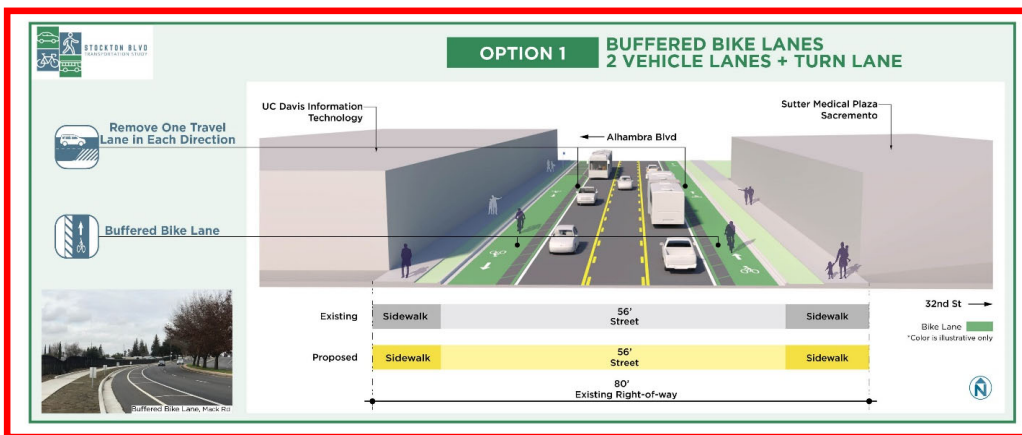 STOCKTON BLVD
TRANSPORTATION STUDY
OPTION 1
BUFFERED BIKE LANES
2 VEHICLE LANES + TURN LANE
UC Davis Information
Technology
Sutter Medical Plaza
Sacramento
Remove One Travel
Lane in Each Direction
Alhambra Blvd
Buffered Bike Lane
32nd St
Existing
Sidewalk
56'
Street
Sidewalk
Bike Lane
*Color is illustrative only
Proposed
Sidewalk
56'
Street
Sidewalk
80'
Existing Right-of-way
N
Buffered Bike Lane, Mack Rd